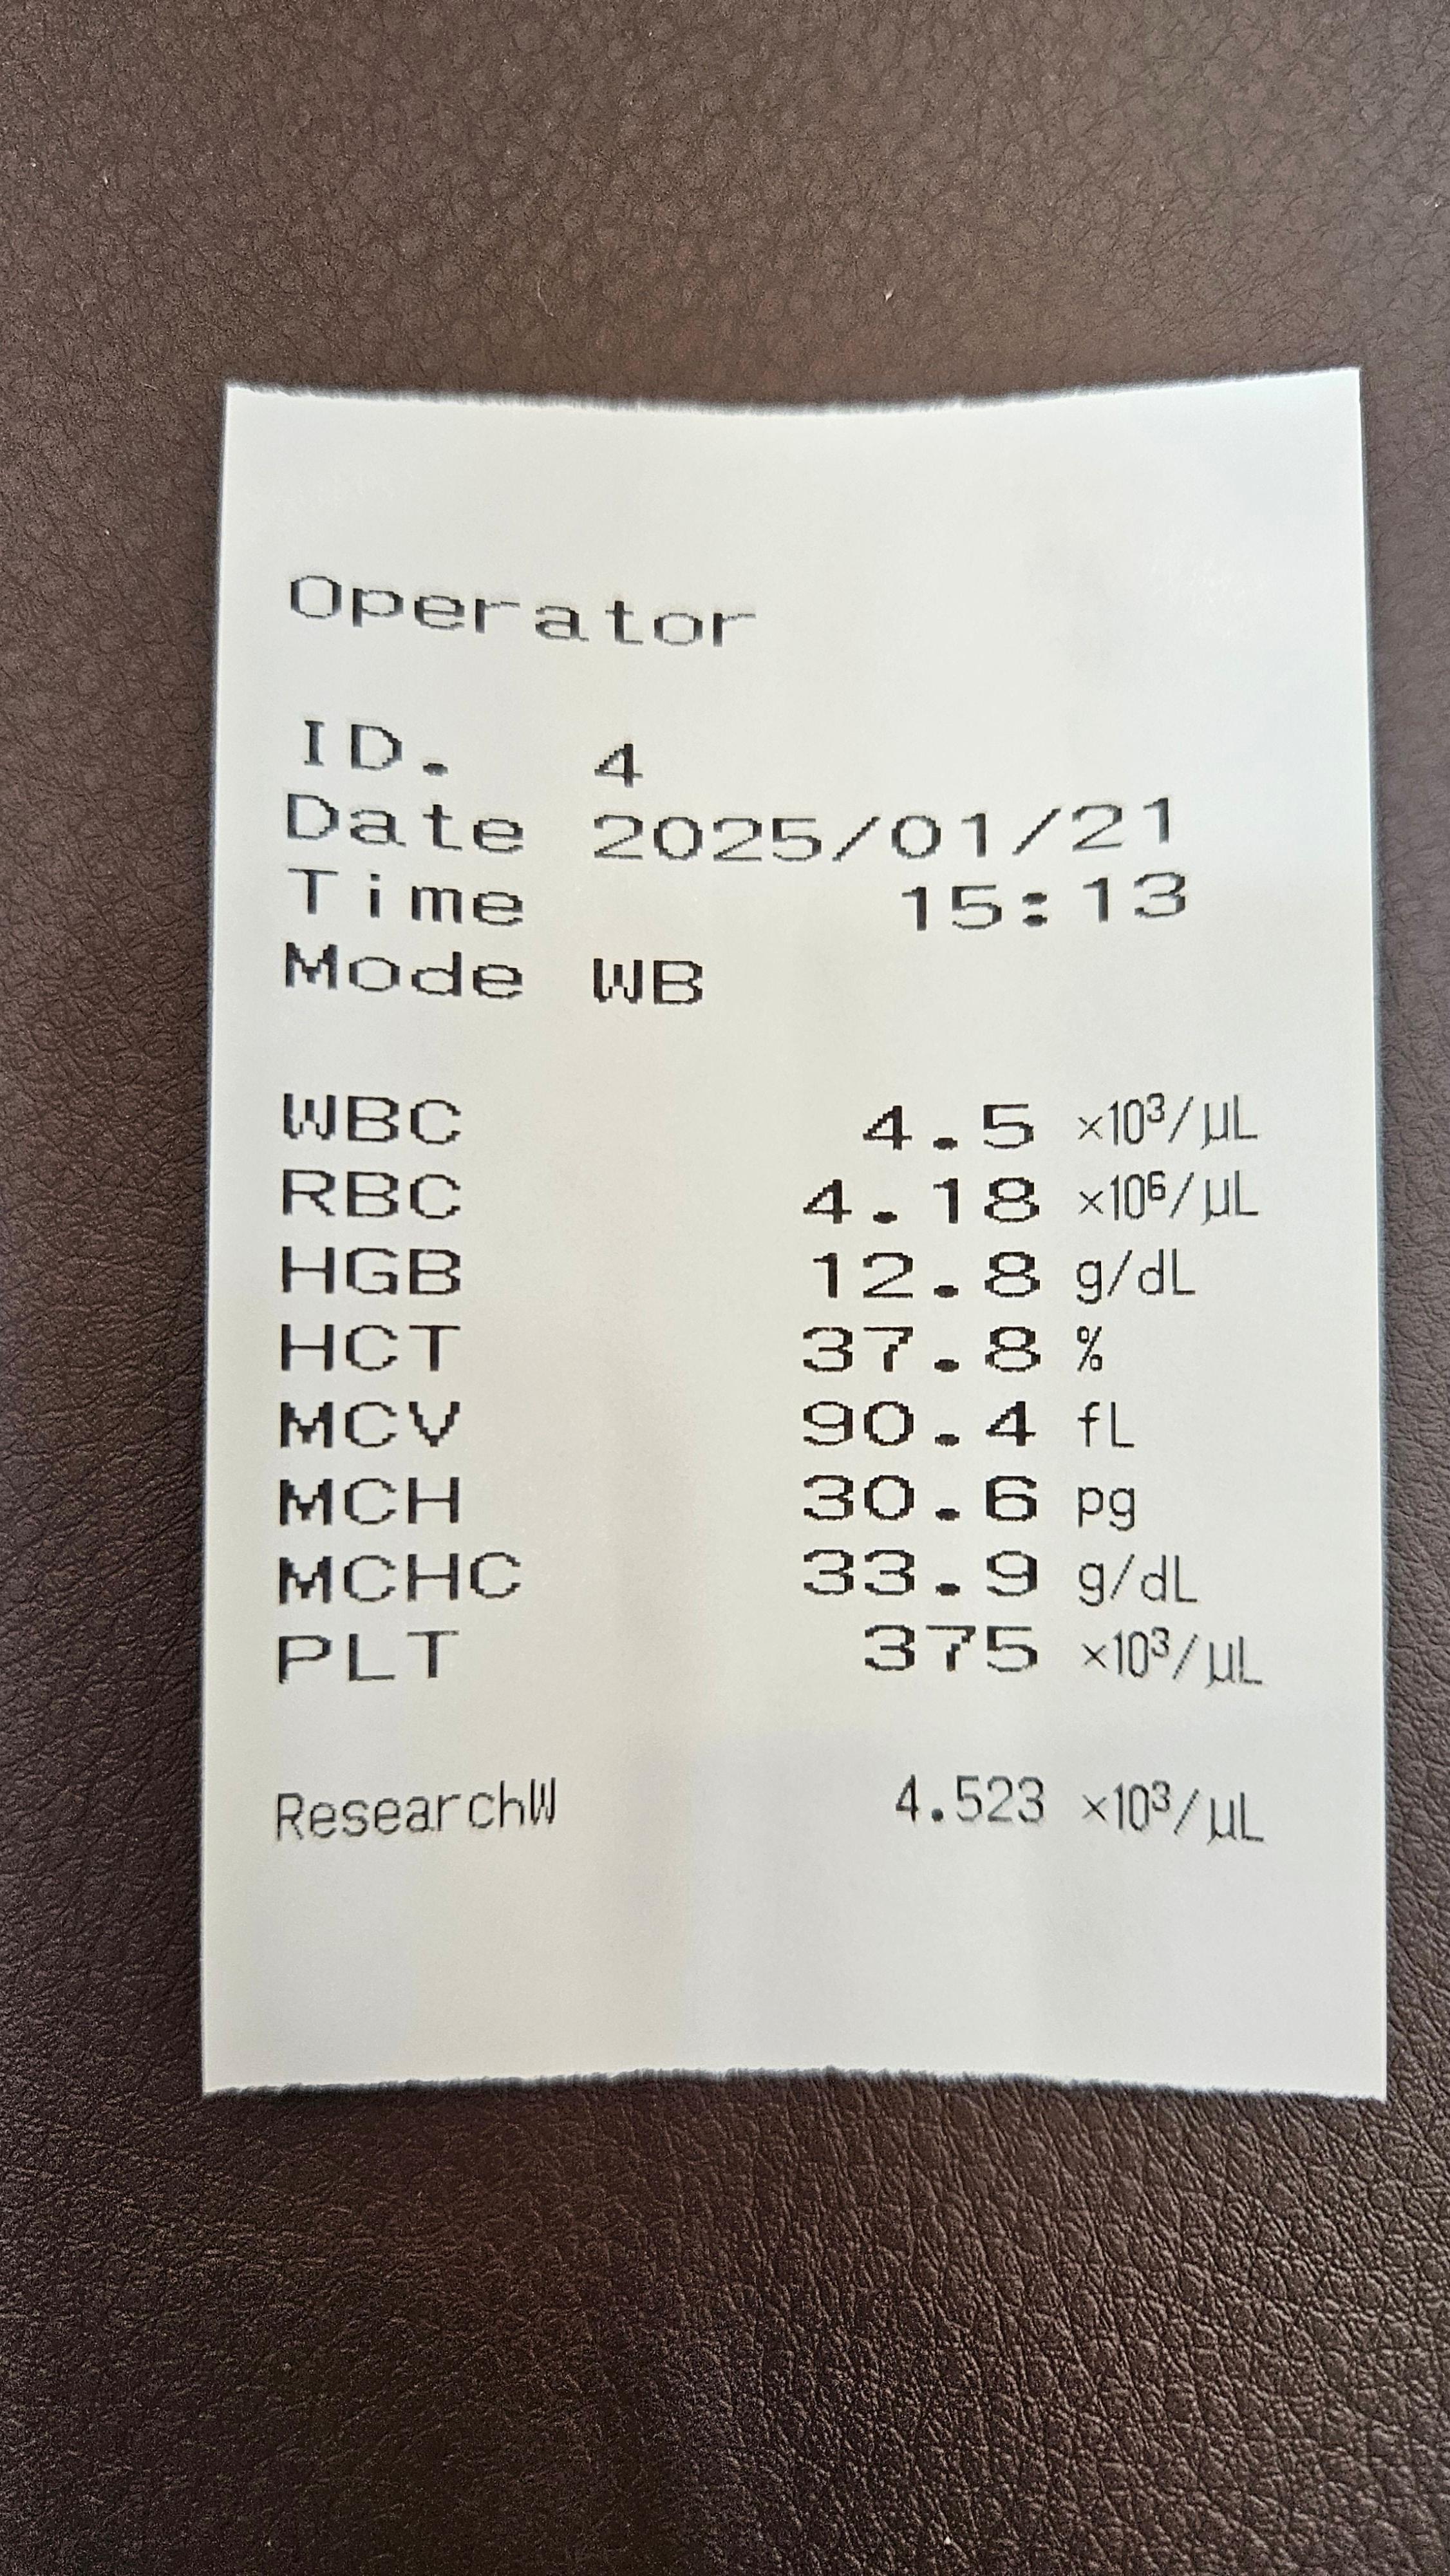 Operator
ID. 4
Date 2025/01/21
Time 15:13
Mode WB
WBC 4.5 ×10³/μL
RBC 4.18 ×10⁶/μL
HGB 12.8 g/dL
HCT 37.8 %
MCV 90.4 fL
MCH 30.6 pg
MCHC 33.9 g/dL
PLT 375 ×10³/μL
ResearchW 4.523 ×10³/μL